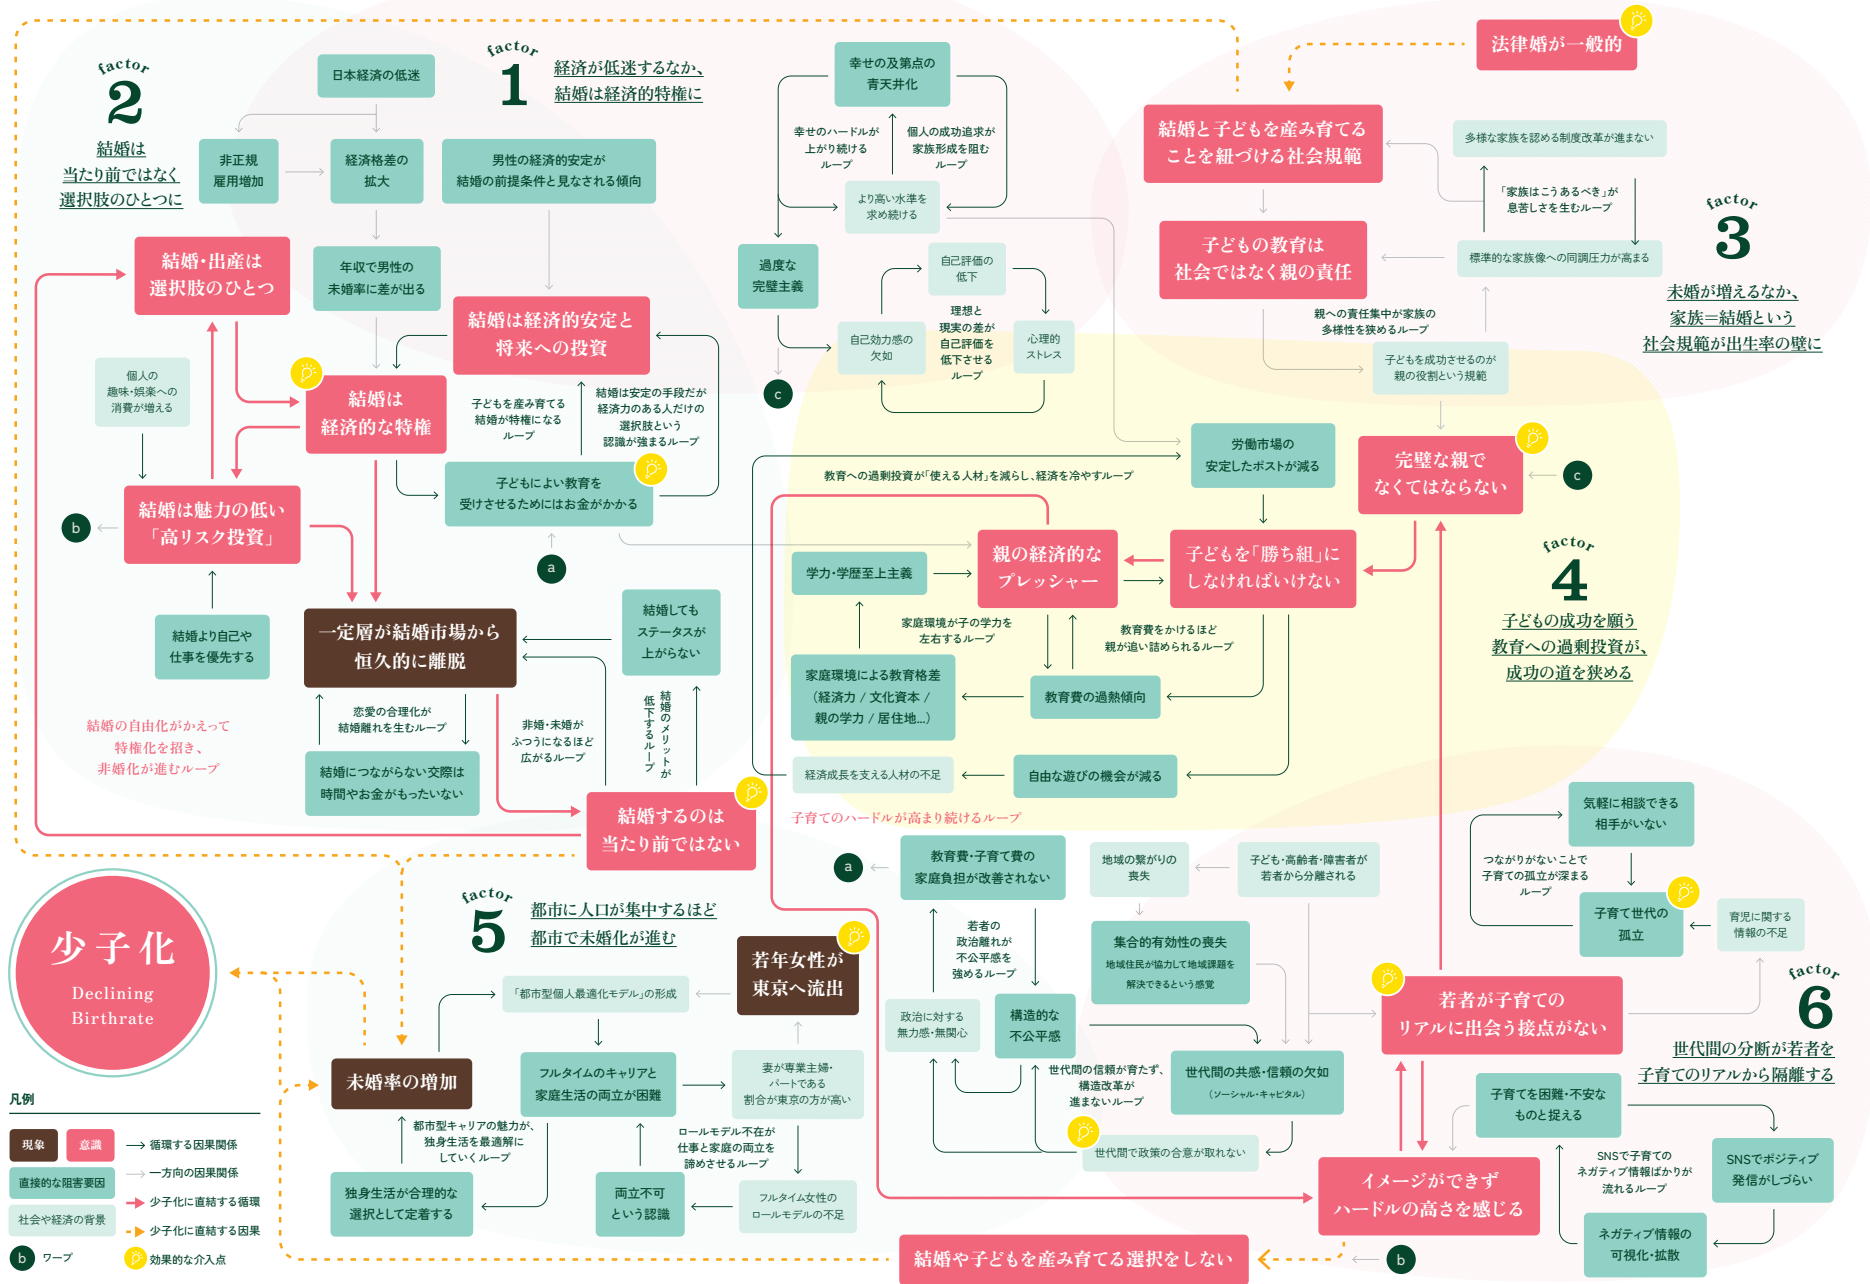 factor
1
経済が低迷するなか、
結婚は経済的特権に
factor
2
結婚は
当たり前ではなく
選択肢のひとつに
日本経済の低迷
非正規
雇用増加
経済格差の
拡大
男性の経済的安定が
結婚の前提条件と見なされる傾向
年収で男性の
未婚率に差が出る
結婚・出産は
選択肢のひとつ
結婚は経済的安定と
将来への投資
個人の
趣味・娯楽への
消費が増える
結婚は
経済的な特権
子どもを産み育てる
結婚が特権になる
ループ
結婚は安定の手段だが
経済力のある人だけの
選択肢という
認識が強まるループ
子どもによい教育を
受けさせるためにはお金がかかる
結婚は魅力の低い
「高リスク投資」
b
a
結婚より自己や
仕事を優先する
一定層が結婚市場から
恒久的に離脱
結婚しても
ステータスが
上がらない
結婚の自由化がかえって
特権化を招き、
非婚化が進むループ
恋愛の合理化が
結婚離れを生むループ
非婚・未婚が
ふつうになるほど
広がるループ
結婚のメリットが
低下するループ
結婚につながらない交際は
時間やお金がもったいない
結婚するのは
当たり前ではない
幸せの及第点の
青天井化
幸せのハードルが
上がり続ける
ループ
個人の成功追求が
家族形成を阻む
ループ
より高い水準を
求め続ける
過度な
完璧主義
自己評価の
低下
理想と
現実の差が
自己評価を
低下させる
ループ
自己効力感の
欠如
心理的
ストレス
c
法律婚が一般的
結婚と子どもを産み育てる
ことを紐づける社会規範
多様な家族を認める制度改革が進まない
「家族はこうあるべき」が
息苦しさを生むループ
factor
3
未婚が増えるなか、
家族＝結婚という
社会規範が出生率の壁に
子どもの教育は
社会ではなく親の責任
標準的な家族像への同調圧力が高まる
親への責任集中が家族の
多様性を狭めるループ
子どもを成功させるのが
親の役割という規範
労働市場の
安定したポストが減る
完璧な親で
なくてはならない
c
教育への過剰投資が「使える人材」を減らし、経済を冷やすループ
学力・学歴至上主義
親の経済的な
プレッシャー
子どもを「勝ち組」に
しなければいけない
factor
4
子どもの成功を願う
教育への過剰投資が、
成功の道を狭める
家庭環境が子の学力を
左右するループ
教育費をかけるほど
親が追い詰められるループ
家庭環境による教育格差
（経済力 / 文化資本 /
親の学力 / 居住地...）
教育費の過熱傾向
経済成長を支える人材の不足
自由な遊びの機会が減る
子育てのハードルが高まり続けるループ
少子化
Declining
Birthrate
factor
5
都市に人口が集中するほど
都市で未婚化が進む
若年女性が
東京へ流出
「都市型個人最適化モデル」の形成
未婚率の増加
フルタイムのキャリアと
家庭生活の両立が困難
妻が専業主婦・
パートである
割合が東京の方が高い
都市型キャリアの魅力が、
独身生活を最適解に
していくループ
ロールモデル不在が
仕事と家庭の両立を
諦めさせるループ
独身生活が合理的な
選択として定着する
両立不可
という認識
フルタイム女性の
ロールモデルの不足
a
教育費・子育て費の
家庭負担が改善されない
地域の繋がりの
喪失
子ども・高齢者・障害者が
若者から分離される
若者の
政治離れが
不公平感を
強めるループ
集合的有効性の喪失
地域住民が協力して地域課題を
解決できるという感覚
政治に対する
無力感・無関心
構造的な
不公平感
世代間の信頼が育たず、
構造改革が
進まないループ
世代間の共感・信頼の欠如
（ソーシャル・キャピタル）
世代間で政策の合意が取れない
気軽に相談できる
相手がいない
つながりがないことで
子育ての孤立が深まる
ループ
子育て世代の
孤立
育児に関する
情報の不足
factor
6
世代間の分断が若者を
子育てのリアルから隔離する
若者が子育ての
リアルに出会う接点がない
子育てを困難・不安な
ものと捉える
SNSで子育ての
ネガティブ情報ばかりが
流れるループ
SNSでポジティブ
発信がしづらい
イメージができず
ハードルの高さを感じる
ネガティブ情報の
可視化・拡散
結婚や子どもを産み育てる選択をしない
b
凡例
現象
意識
循環する因果関係
直接的な阻害要因
一方向の因果関係
社会や経済の背景
少子化に直結する循環
少子化に直結する因果
b
ワープ
効果的な介入点